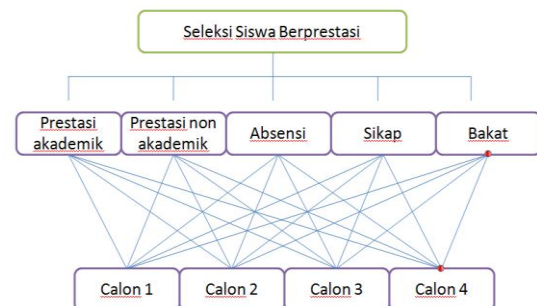 Seleksi Siswa Berprestasi
Prestasi
akademik
Prestasi non
akademik
Absensi
Sikap
Bakat
Calon 1
Calon 2
Calon 3
Calon 4